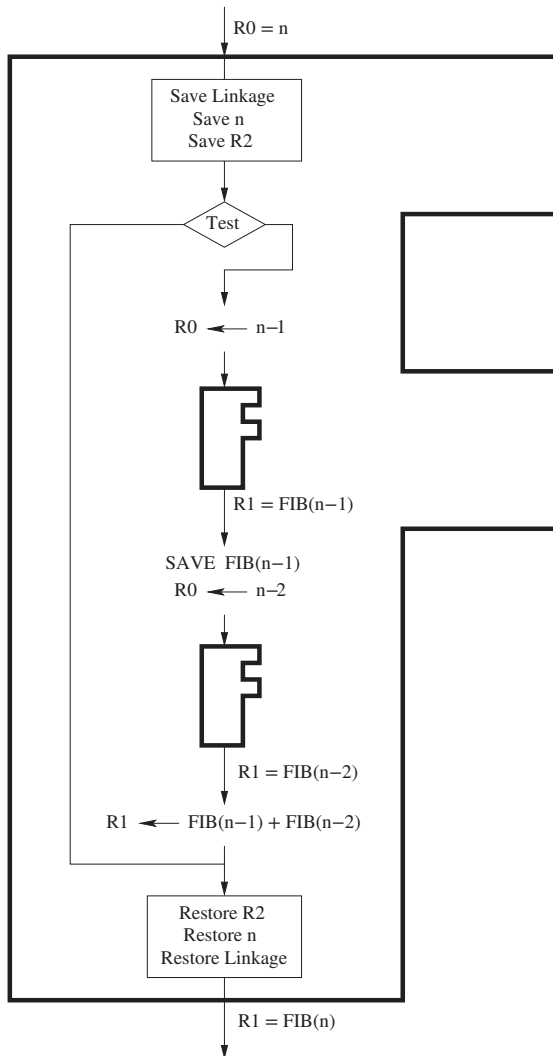 R0 = n
Save Linkage
Save n
Save R2
Test
R0 n−1
R1 = FIB(n−1)
SAVE FIB(n−1)
R0 n−2
R1 = FIB(n−2)
R1 FIB(n−1) + FIB(n−2)
Restore R2
Restore n
Restore Linkage
R1 = FIB(n)